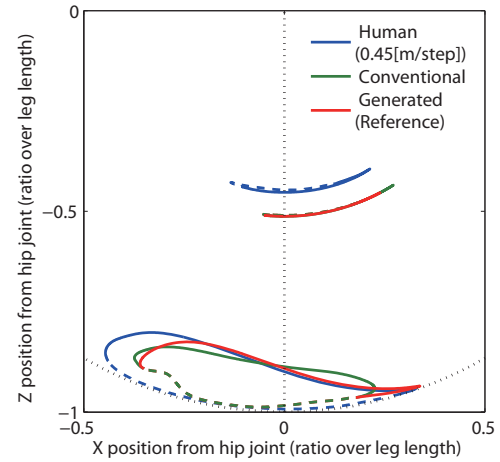 0
Human
(0.45[m/step])
Conventional
Generated
(Reference)
−0.5
−1
−0.5
0
0.5
Z position from hip joint (ratio over leg length)
X position from hip joint (ratio over leg length)